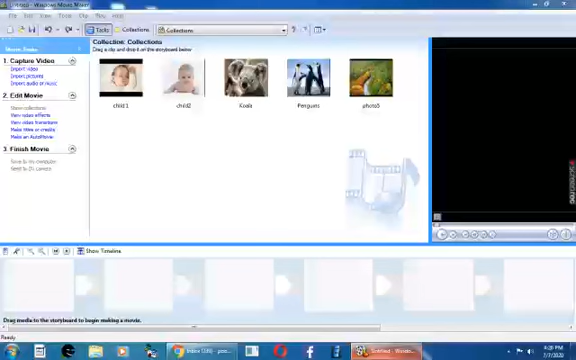 Untitled - Windows Movie Maker
File Edit View Tools Clip Play Help
Tasks Collections Collections
Movie Tasks
Collection: Collections
Drag a clip and drop it on the storyboard below
1. Capture Video
Import video
Import pictures
Import audio or music
2. Edit Movie
Show collections
View video effects
View video transitions
Make titles or credits
Make an AutoMovie
3. Finish Movie
Save to my computer
Send to DV camera
child1
child2
Koala
Penguins
photo5
Show Timeline
Drag media to the storyboard to begin making a movie.
Ready
Untitled - Windo...
4:26 PM
7/7/2020